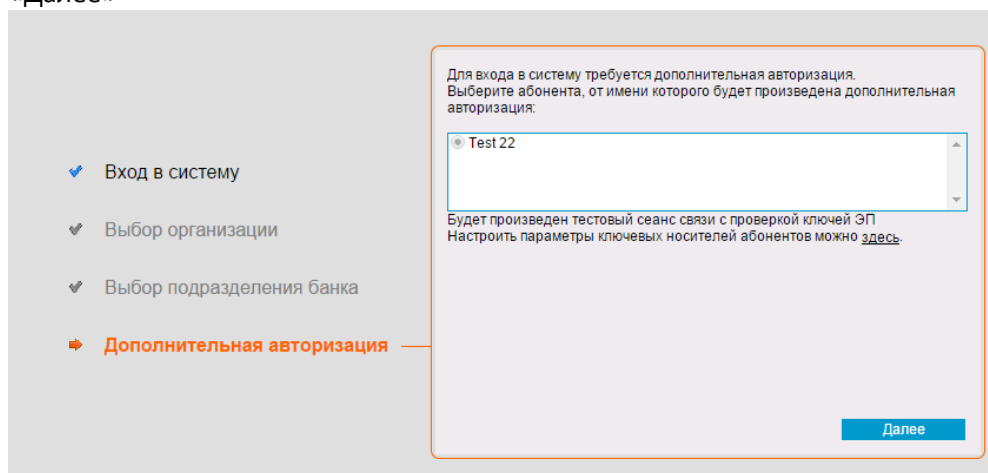 «Далее»
Для входа в систему требуется дополнительная авторизация.
Выберите абонента, от имени которого будет произведена дополнительная
авторизация:
Test 22
Будет произведен тестовый сеанс связи с проверкой ключей ЭП
Настроить параметры ключевых носителей абонентов можно здесь.
Вход в систему
Выбор организации
Выбор подразделения банка
Дополнительная авторизация
Далее